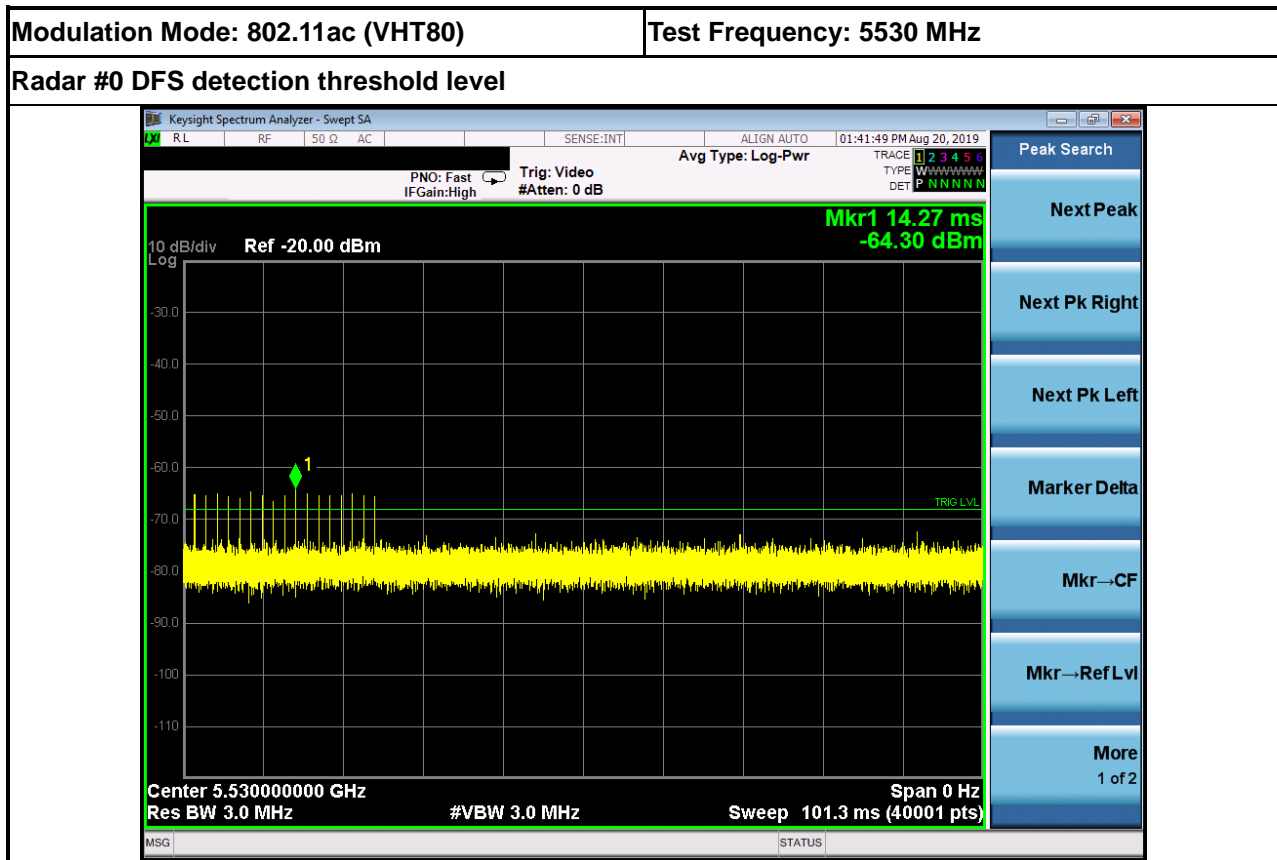 Modulation Mode: 802.11ac (VHT80) Test Frequency: 5530 MHz
Radar #0 DFS detection threshold level
Keysight Spectrum Analyzer - Swept SA
LXI RL RF 50 Ω AC SENSE:INT ALIGN AUTO 01:41:49 PM Aug 20, 2019
Avg Type: Log-Pwr
TRACE 1 2 3 4 5 6
TYPE WWWWWW
DET P N N N N N
PNO: Fast
IFGain:High
Trig: Video
#Atten: 0 dB
Mkr1 14.27 ms
-64.30 dBm
10 dB/div Ref -20.00 dBm
Log
-30.0
-40.0
-50.0
-60.0
1
TRIG LVL
-70.0
-80.0
-90.0
-100
-110
Center 5.530000000 GHz Span 0 Hz
Res BW 3.0 MHz #VBW 3.0 MHz Sweep 101.3 ms (40001 pts)
MSG STATUS
Peak Search
Next Peak
Next Pk Right
Next Pk Left
Marker Delta
Mkr→CF
Mkr→Ref Lvl
More
1 of 2